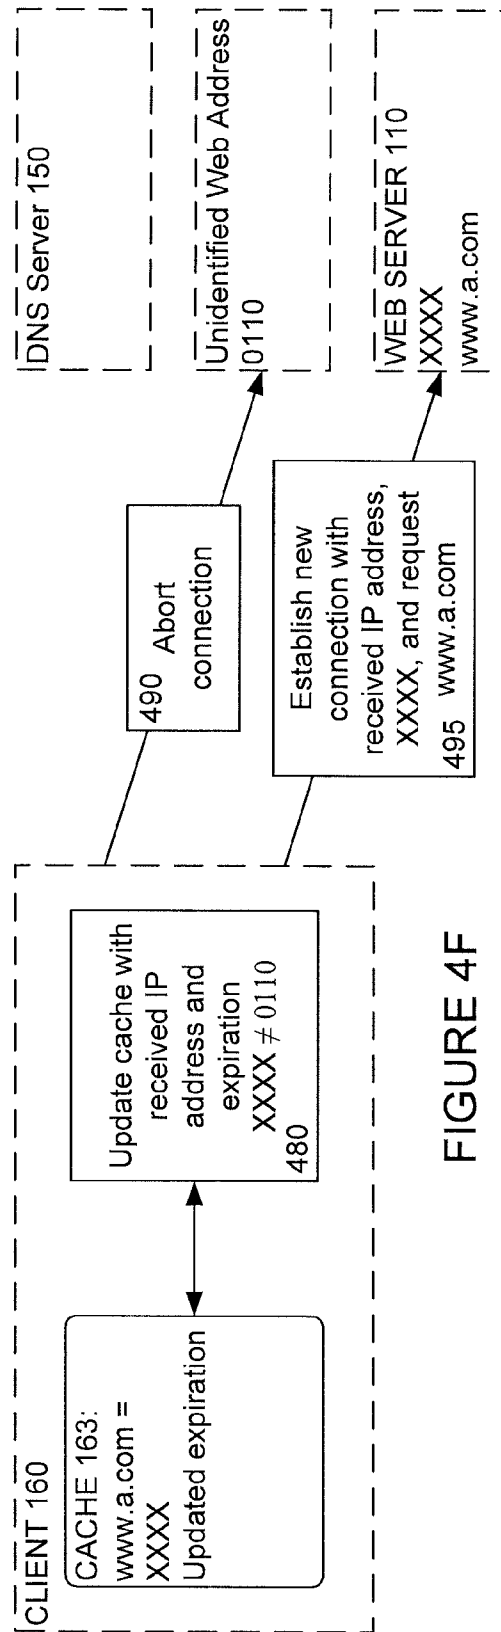 CLIENT 160
CACHE 163:
www.a.com =
XXXX
Updated expiration
Update cache with
received IP
address and
expiration
XXXX ≠ 0110
480
490 Abort
connection
Establish new
connection with
received IP address,
XXXX, and request
495 www.a.com
DNS Server 150
Unidentified Web Address
0110
WEB SERVER 110
XXXX
www.a.com
FIGURE 4F